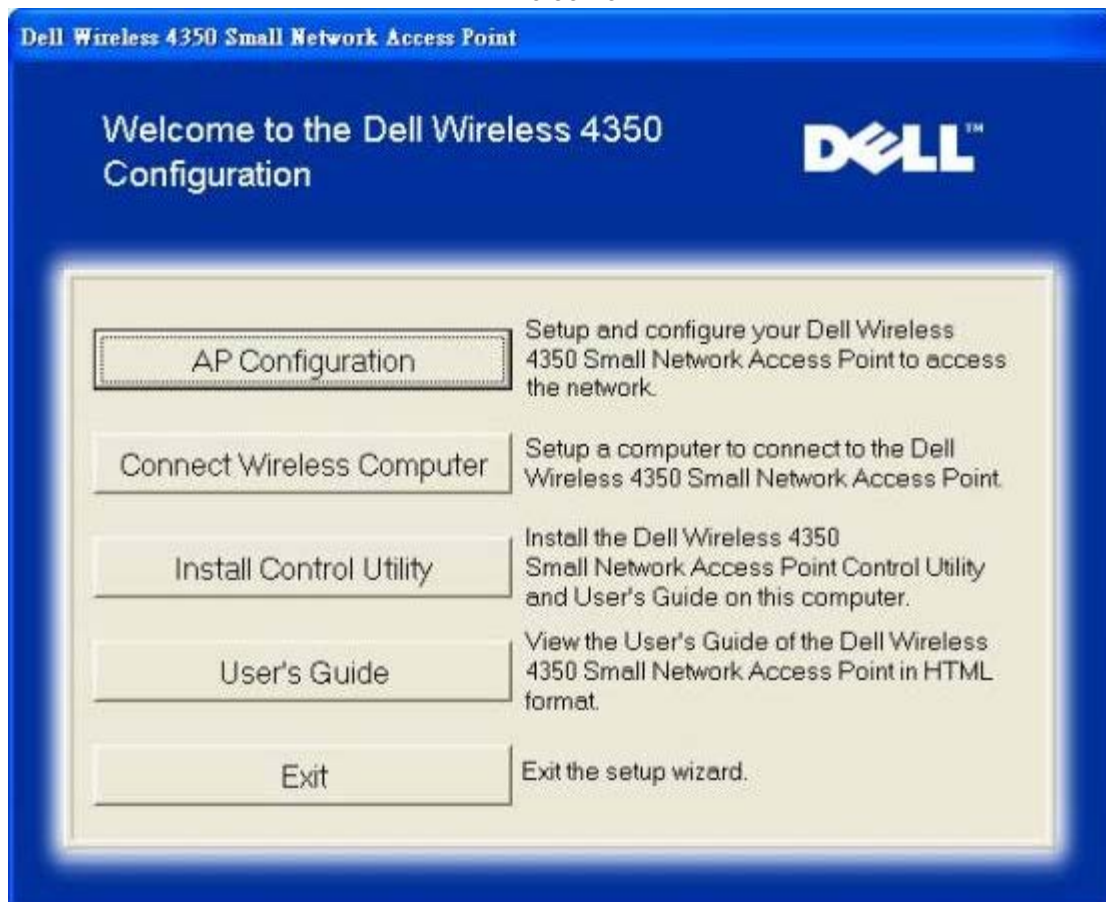 Dell Wireless 4350 Small Network Access Point
Welcome to the Dell Wireless 4350
Configuration
DELL™
AP Configuration
Setup and configure your Dell Wireless
4350 Small Network Access Point to access
the network.
Connect Wireless Computer
Setup a computer to connect to the Dell
Wireless 4350 Small Network Access Point.
Install Control Utility
Install the Dell Wireless 4350
Small Network Access Point Control Utility
and User's Guide on this computer.
User's Guide
View the User's Guide of the Dell Wireless
4350 Small Network Access Point in HTML
format.
Exit
Exit the setup wizard.